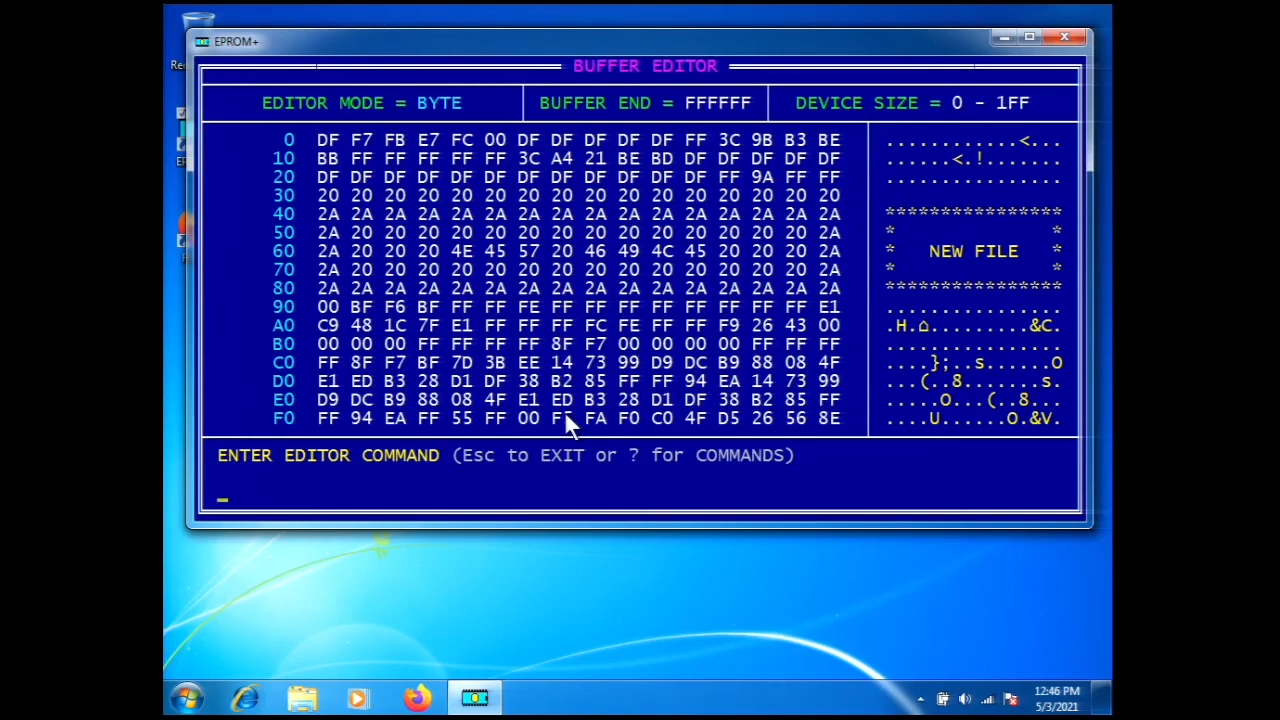 EPROM+
Re
BUFFER EDITOR
EDITOR MODE = BYTE
BUFFER END = FFFFFF
DEVICE SIZE = 0 - 1FF
0 DF F7 FB E7 FC 00 DF DF DF DF DF FF 3C 9B B3 BE ............<...
10 BB FF FF FF FF FF 3C A4 21 BE BD DF DF DF DF DF ......<.!.......
20 DF DF DF DF DF DF DF DF DF DF DF DF FF 9A FF FF ................
30 20 20 20 20 20 20 20 20 20 20 20 20 20 20 20 20
40 2A 2A 2A 2A 2A 2A 2A 2A 2A 2A 2A 2A 2A 2A 2A 2A ****************
50 2A 20 20 20 20 20 20 20 20 20 20 20 20 20 20 2A * *
60 2A 20 20 20 4E 45 57 20 46 49 4C 45 20 20 20 2A * NEW FILE *
70 2A 20 20 20 20 20 20 20 20 20 20 20 20 20 20 2A * *
80 2A 2A 2A 2A 2A 2A 2A 2A 2A 2A 2A 2A 2A 2A 2A 2A ****************
90 00 BF F6 BF FF FF FE FF FF FF FF FF FF FF FF E1 ................
A0 C9 48 1C 7F E1 FF FF FF FC FE FF FF F9 26 43 00 .H.⌂.........&C.
B0 00 00 00 FF FF FF FF 8F F7 00 00 00 00 FF FF FF ................
C0 FF 8F F7 BF 7D 3B EE 14 73 99 D9 DC B9 88 08 4F ....};..s......O
D0 E1 ED B3 28 D1 DF 38 B2 85 FF FF 94 EA 14 73 99 ...(..8.......s.
E0 D9 DC B9 88 08 4F E1 ED B3 28 D1 DF 38 B2 85 FF .....O...(..8...
F0 FF 94 EA FF 55 FF 00 FA F0 C0 4F D5 26 56 8E ....U......O.&V.
ENTER EDITOR COMMAND (Esc to EXIT or ? for COMMANDS)
_
12:46 PM
5/3/2021